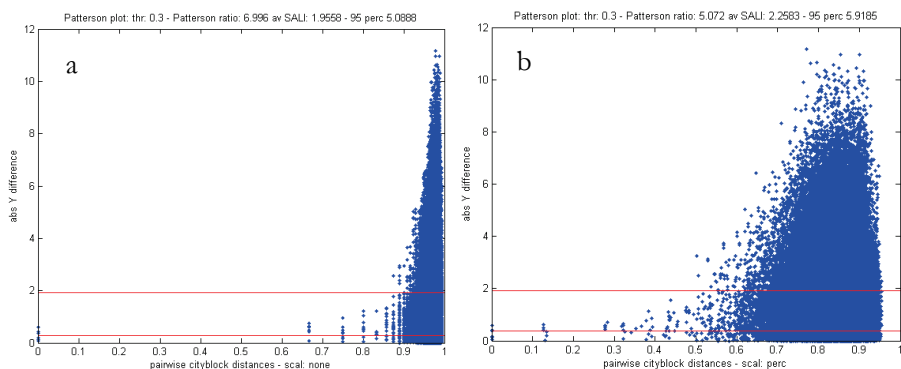 Patterson plot: thr: 0.3 - Patterson ratio: 6.996 av SALI: 1.9558 - 95 perc 5.0888
a
12
10
8
6
4
2
0
abs Y difference
0 0.1 0.2 0.3 0.4 0.5 0.6 0.7 0.8 0.9 1
pairwise cityblock distances - scal: none
Patterson plot: thr: 0.3 - Patterson ratio: 5.072 av SALI: 2.2583 - 95 perc 5.9185
b
12
10
8
6
4
2
0
abs Y difference
0 0.1 0.2 0.3 0.4 0.5 0.6 0.7 0.8 0.9 1
pairwise cityblock distances - scal: perc